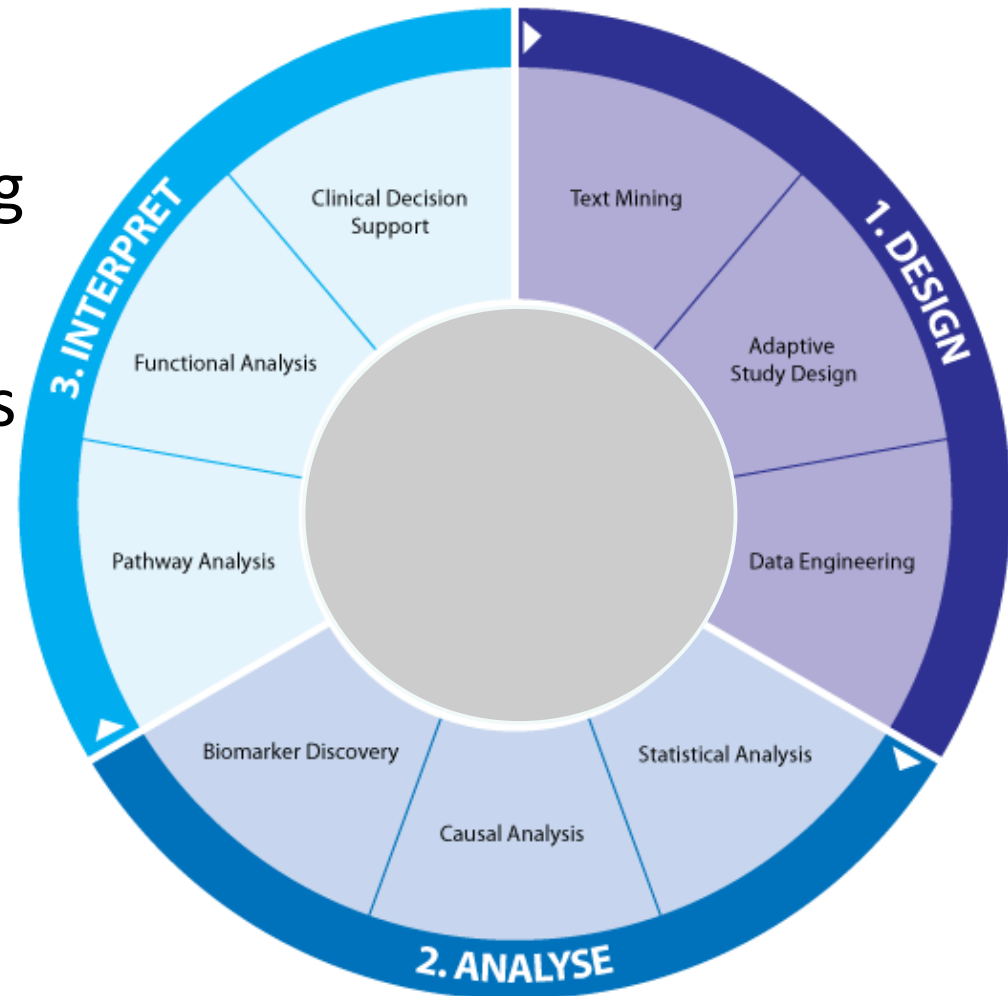 g
s
1. DESIGN
Text Mining
Adaptive
Study Design
Data Engineering
2. ANALYSE
Statistical Analysis
Causal Analysis
Biomarker Discovery
3. INTERPRET
Pathway Analysis
Functional Analysis
Clinical Decision
Support